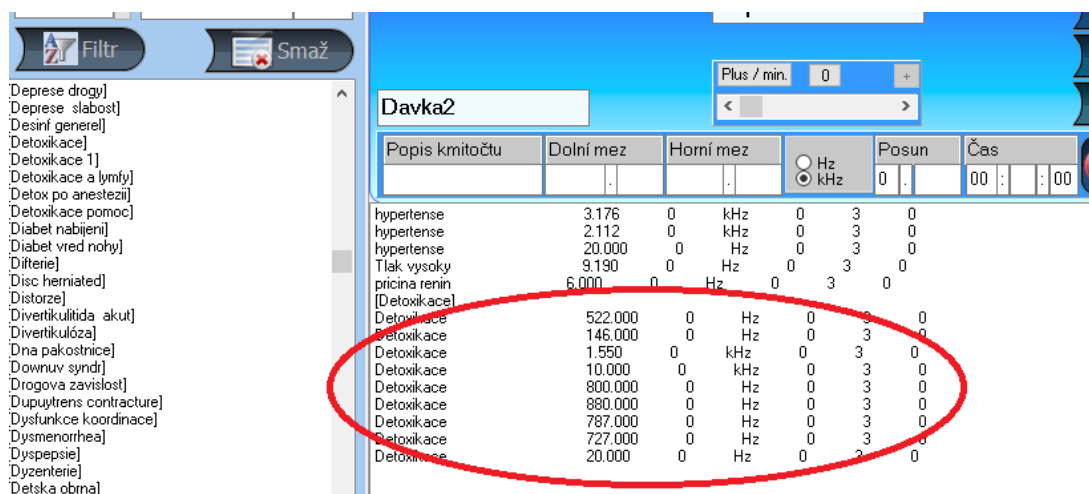 Filtr
Smaž
[Deprese drogy]
[Deprese slabost]
[Desinf generel]
[Detoxikace]
[Detoxikace 1]
[Detoxikace a lymfy]
[Detox po anestezii]
[Detoxikace pomoc]
[Diabet nabijeni]
[Diabet vred nohy]
[Difterie]
[Disc herniated]
[Distorze]
[Divertikulitida akut]
[Divertikulóza]
[Dna pakostnice]
[Downuv syndr]
[Drogova zavislost]
[Dupuytrens contracture]
[Dysfunkce koordinace]
[Dysmenorrhea]
[Dyspepsie]
[Dyzenterie]
[Detska obrna]
Plus / min. 0 +
Davka2
Popis kmitočtu Dolní mez Horní mez Hz kHz Posun Čas
. . 0 . 00 : : 00
hypertense 3.176 0 kHz 0 3 0
hypertense 2.112 0 kHz 0 3 0
hypertense 20.000 0 Hz 0 3 0
Tlak vysoky 9.190 0 Hz 0 3 0
pricina renin 6.000 0 Hz 0 3 0
[Detoxikace]
Detoxikace 522.000 0 Hz 0 3 0
Detoxikace 146.000 0 Hz 0 3 0
Detoxikace 1.550 0 kHz 0 3 0
Detoxikace 10.000 0 kHz 0 3 0
Detoxikace 800.000 0 Hz 0 3 0
Detoxikace 880.000 0 Hz 0 3 0
Detoxikace 787.000 0 Hz 0 3 0
Detoxikace 727.000 0 Hz 0 3 0
Detoxikace 20.000 0 Hz 0 3 0